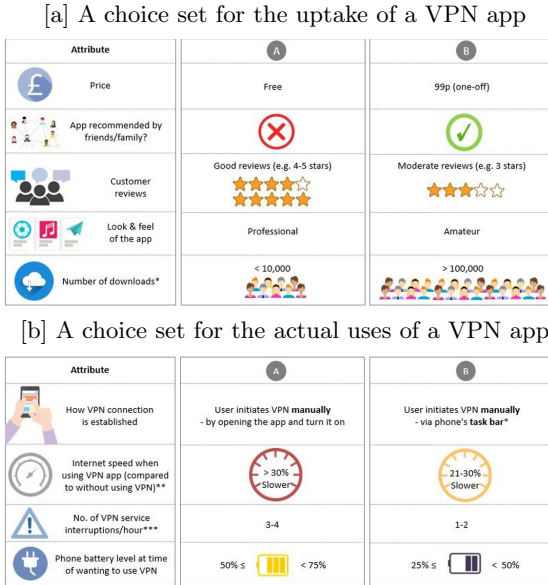 [a] A choice set for the uptake of a VPN app
Attribute
A
B
Price
Free
99p (one-off)
App recommended by
friends/family?
Customer
reviews
Good reviews (e.g. 4-5 stars)
Moderate reviews (e.g. 3 stars)
Look & feel
of the app
Professional
Amateur
Number of downloads*
< 10,000
> 100,000
[b] A choice set for the actual uses of a VPN app
Attribute
A
B
How VPN connection
is established
User initiates VPN manually
- by opening the app and turn it on
User initiates VPN manually
- via phone's task bar*
Internet speed when
using VPN app (compared
to without using VPN)**
> 30%
Slower
21-30%
Slower
No. of VPN service
interruptions/hour***
3-4
1-2
Phone battery level at time
of wanting to use VPN
50% ≤ < 75%
25% ≤ < 50%